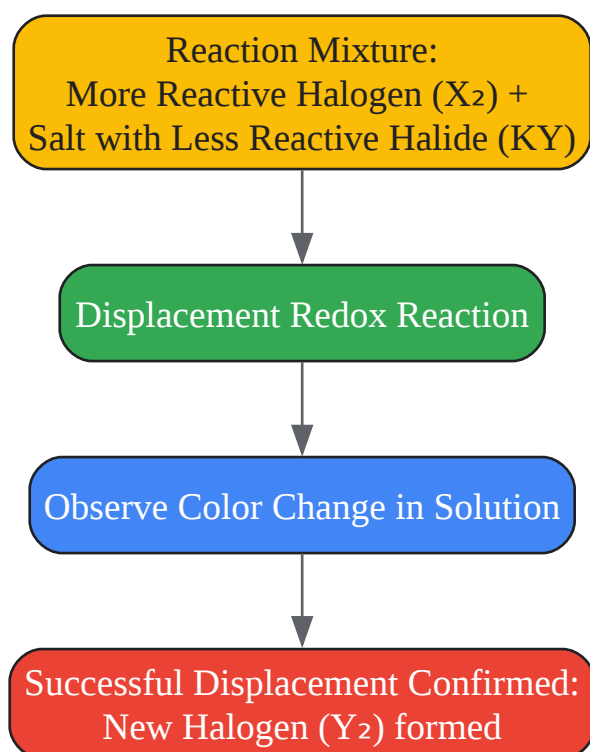 Reaction Mixture:
More Reactive Halogen (X₂) +
Salt with Less Reactive Halide (KY)
Displacement Redox Reaction
Observe Color Change in Solution
Successful Displacement Confirmed:
New Halogen (Y₂) formed